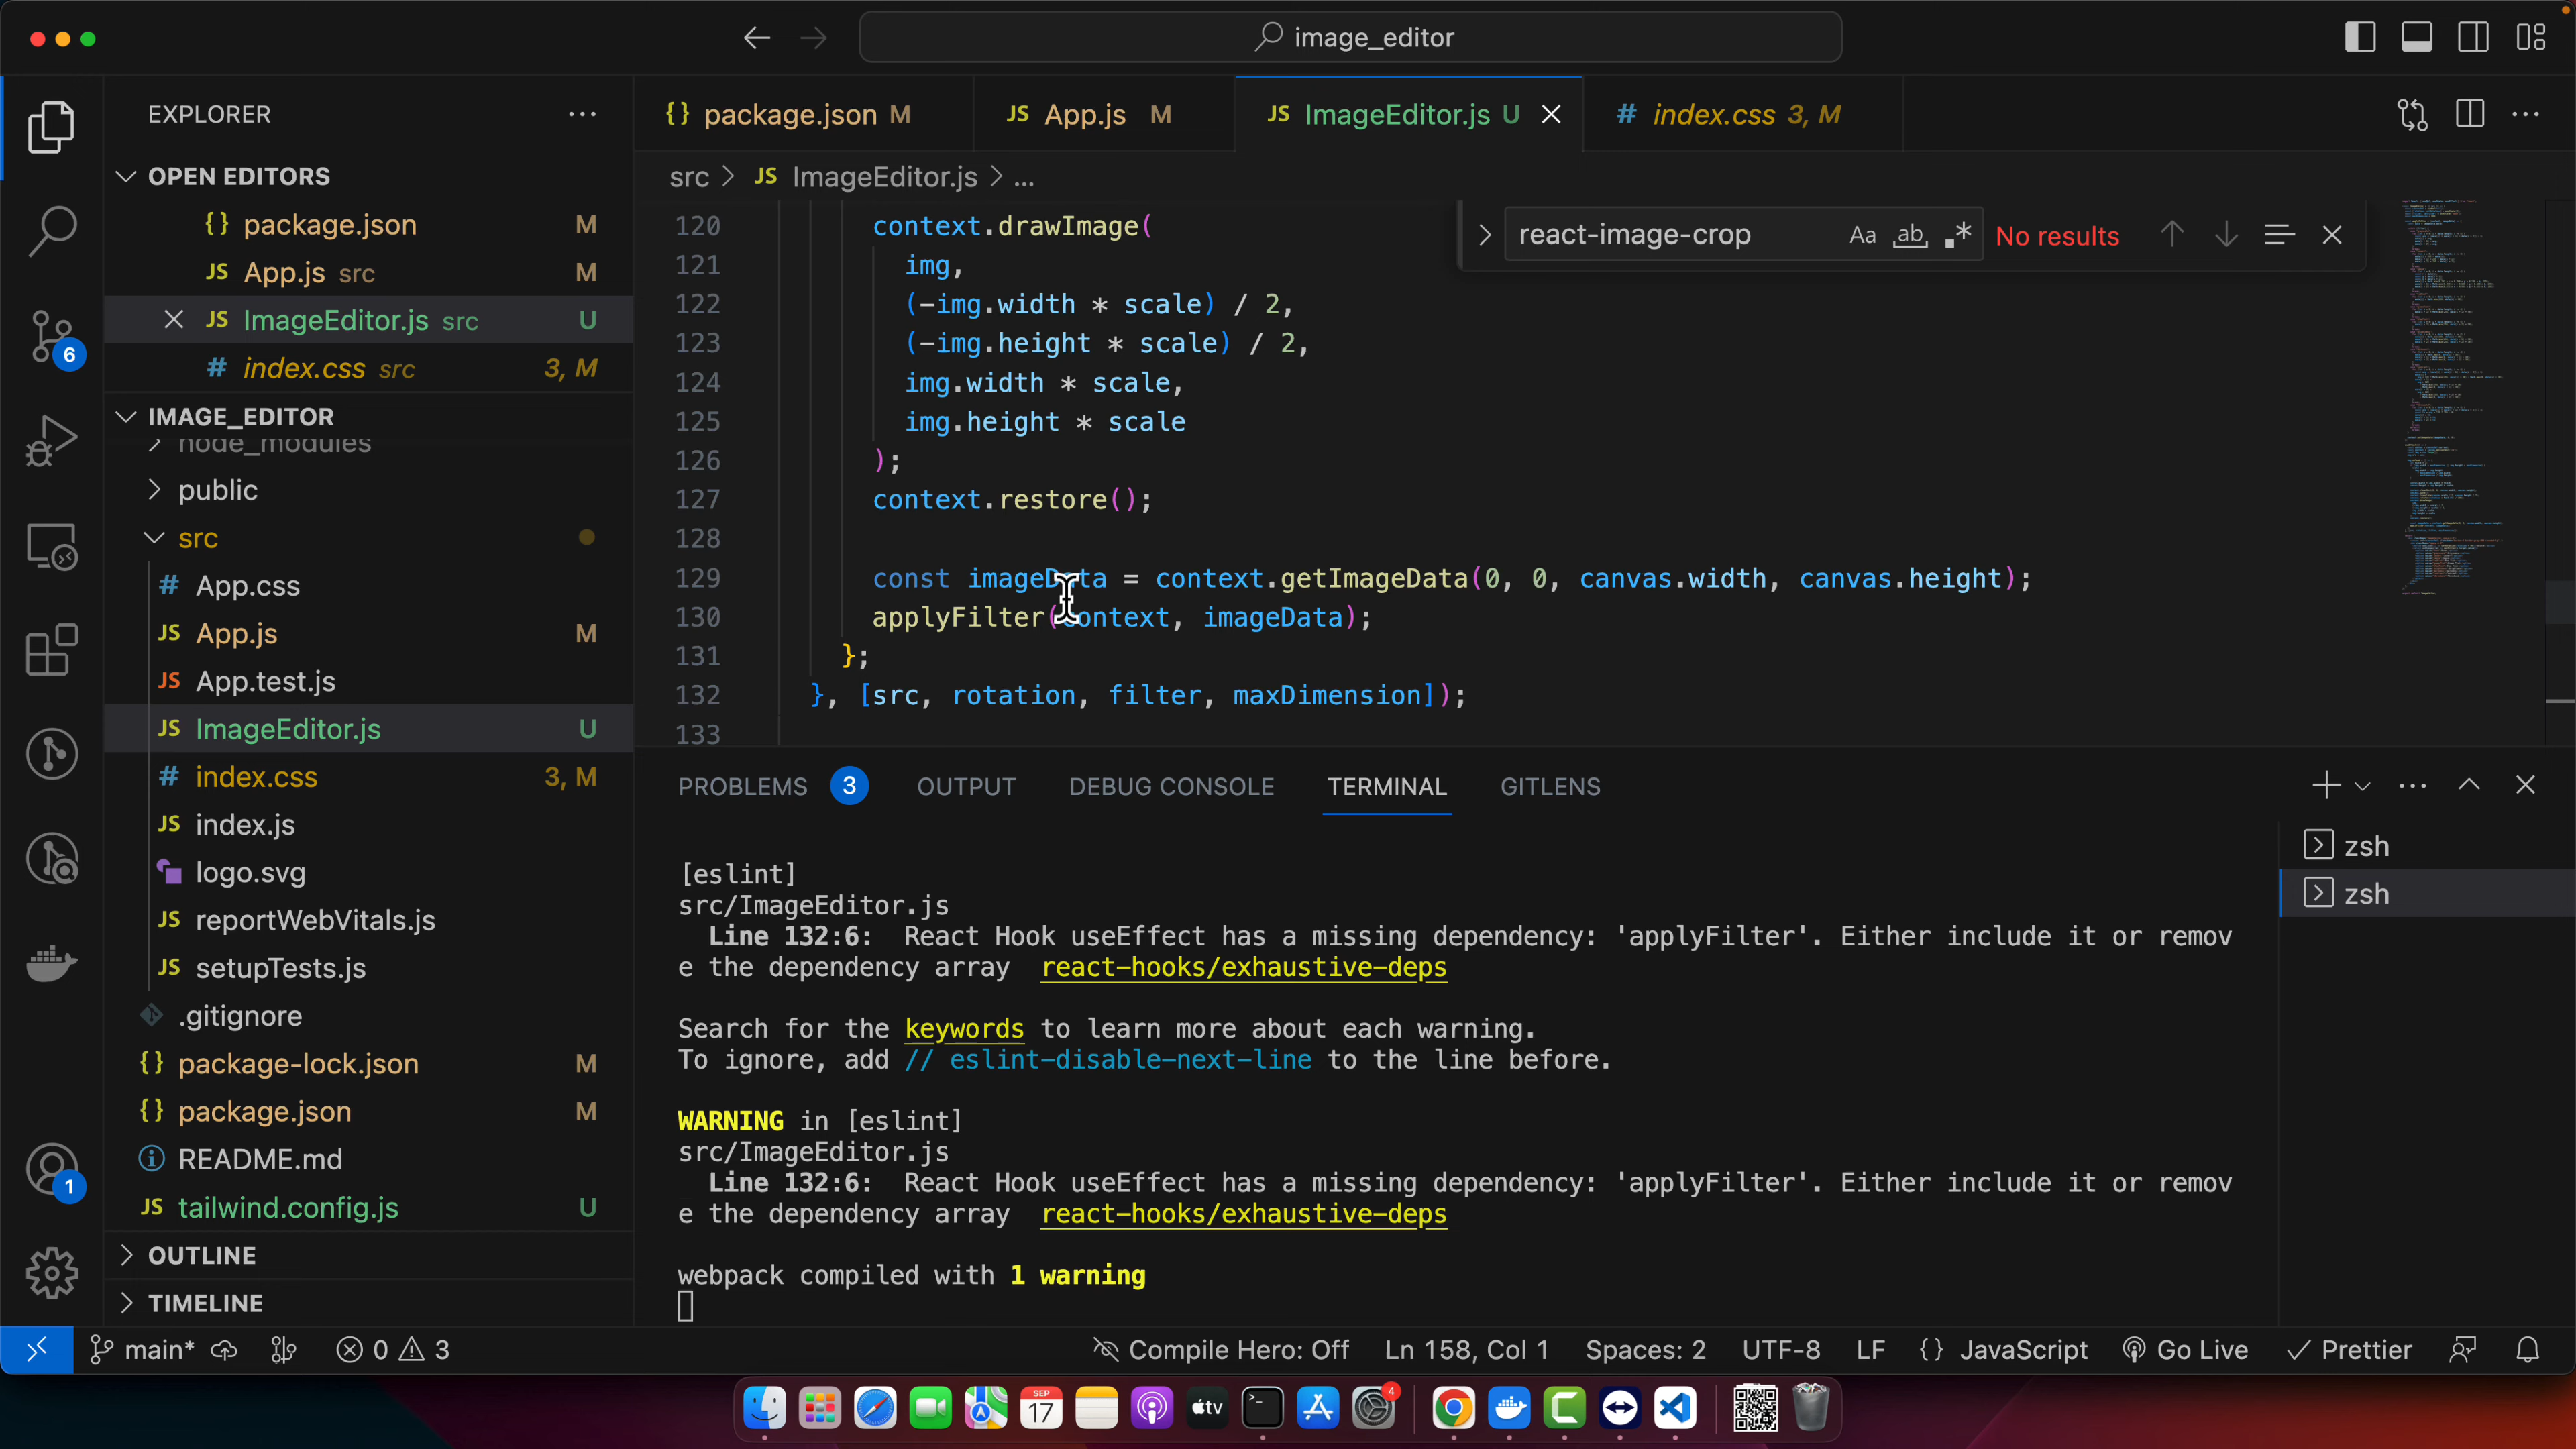 image_editor
EXPLORER
OPEN EDITORS
{} package.json M
JS App.js src M
JS ImageEditor.js src U
# index.css src 3, M
IMAGE_EDITOR
node_modules
public
src
# App.css
JS App.js M
JS App.test.js
JS ImageEditor.js U
# index.css 3, M
JS index.js
logo.svg
JS reportWebVitals.js
JS setupTests.js
.gitignore
{} package-lock.json M
{} package.json M
README.md
JS tailwind.config.js U
OUTLINE
TIMELINE
6
1
{} package.json M
JS App.js M
JS ImageEditor.js U
# index.css 3, M
src > JS ImageEditor.js > ...
react-image-crop Aa ab .* No results
120 context.drawImage(
121 img,
122 (-img.width * scale) / 2,
123 (-img.height * scale) / 2,
124 img.width * scale,
125 img.height * scale
126 );
127 context.restore();
128
129 const imageData = context.getImageData(0, 0, canvas.width, canvas.height);
130 applyFilter(context, imageData);
131 };
132 }, [src, rotation, filter, maxDimension]);
133
PROBLEMS 3 OUTPUT DEBUG CONSOLE TERMINAL GITLENS
zsh
zsh
[eslint]
src/ImageEditor.js
Line 132:6: React Hook useEffect has a missing dependency: 'applyFilter'. Either include it or remov
e the dependency array react-hooks/exhaustive-deps
Search for the keywords to learn more about each warning.
To ignore, add // eslint-disable-next-line to the line before.
WARNING in [eslint]
src/ImageEditor.js
Line 132:6: React Hook useEffect has a missing dependency: 'applyFilter'. Either include it or remov
e the dependency array react-hooks/exhaustive-deps
webpack compiled with 1 warning
main* 0 3 Compile Hero: Off Ln 158, Col 1 Spaces: 2 UTF-8 LF {} JavaScript Go Live Prettier
SEP
17
tv
4